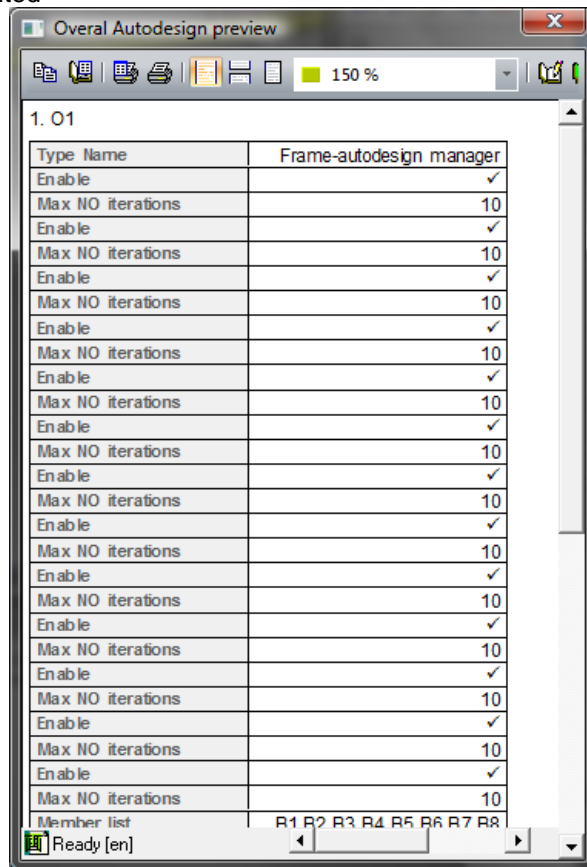 Overal Autodesign preview
150 %
1. O1
Type Name Frame-autodesign manager
Enable ✓
Max NO iterations 10
Enable ✓
Max NO iterations 10
Enable ✓
Max NO iterations 10
Enable ✓
Max NO iterations 10
Enable ✓
Max NO iterations 10
Enable ✓
Max NO iterations 10
Enable ✓
Max NO iterations 10
Enable ✓
Max NO iterations 10
Enable ✓
Max NO iterations 10
Enable ✓
Max NO iterations 10
Enable ✓
Max NO iterations 10
Enable ✓
Max NO iterations 10
Enable ✓
Max NO iterations 10
Member list B1,B2,B3,B4,B5,B6,B7,B8
Ready [en]